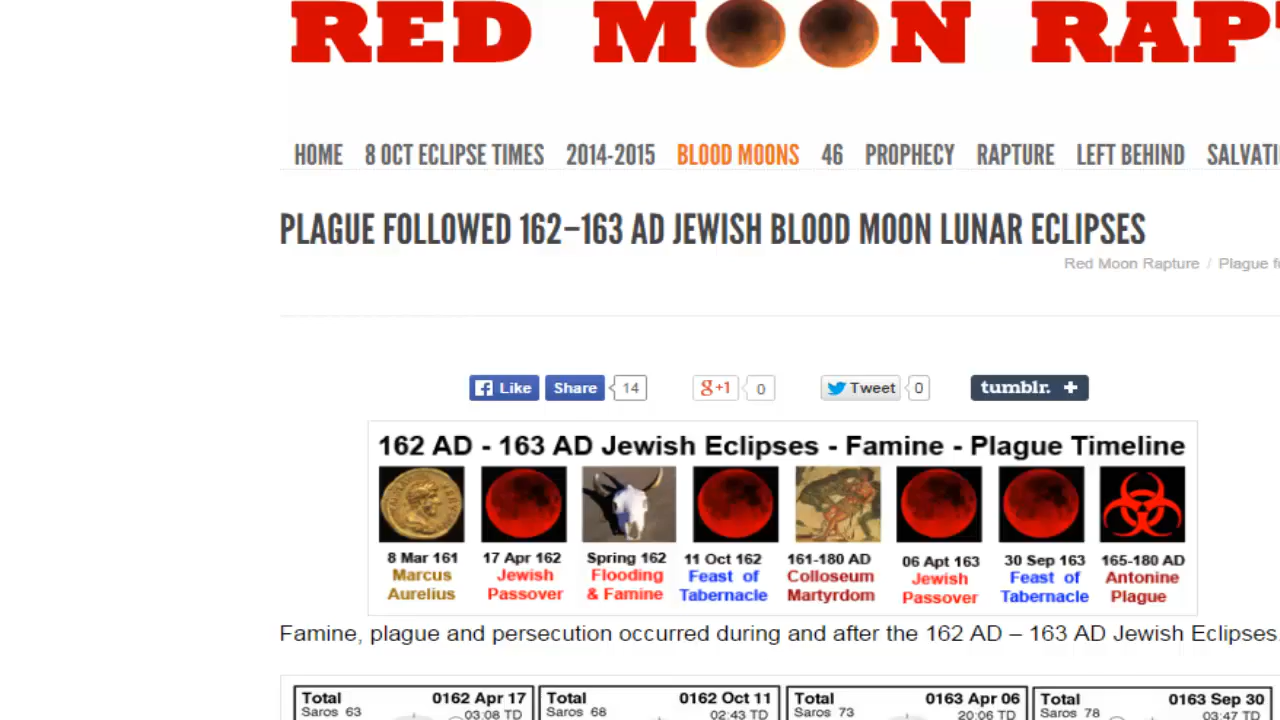 RED MOON RAPT
HOME 8 OCT ECLIPSE TIMES 2014-2015 BLOOD MOONS 46 PROPHECY RAPTURE LEFT BEHIND SALVATI
PLAGUE FOLLOWED 162–163 AD JEWISH BLOOD MOON LUNAR ECLIPSES
Red Moon Rapture / Plague fo
Like Share 14 g+1 0 Tweet 0 tumblr. +
162 AD - 163 AD Jewish Eclipses - Famine - Plague Timeline
8 Mar 161 17 Apr 162 Spring 162 11 Oct 162 161-180 AD 06 Apt 163 30 Sep 163 165-180 AD
Marcus Jewish Flooding Feast of Colloseum Jewish Feast of Antonine
Aurelius Passover & Famine Tabernacle Martyrdom Passover Tabernacle Plague
Famine, plague and persecution occurred during and after the 162 AD – 163 AD Jewish Eclipses.
Total 0162 Apr 17 Total 0162 Oct 11 Total 0163 Apr 06 Total 0163 Sep 30
Saros 63 03:08 TD Saros 68 02:43 TD Saros 73 20:06 TD Saros 78 03:47 TD